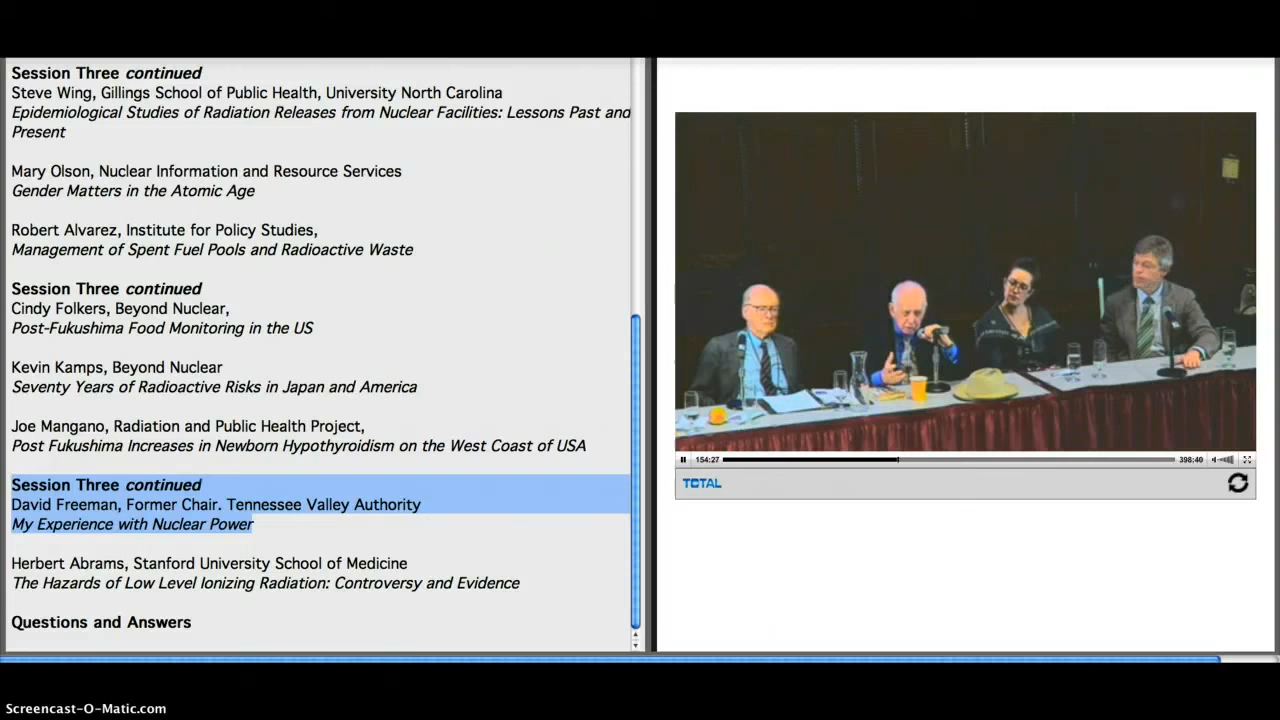 Session Three continued
Steve Wing, Gillings School of Public Health, University North Carolina
Epidemiological Studies of Radiation Releases from Nuclear Facilities: Lessons Past and
Present
Mary Olson, Nuclear Information and Resource Services
Gender Matters in the Atomic Age
Robert Alvarez, Institute for Policy Studies,
Management of Spent Fuel Pools and Radioactive Waste
Session Three continued
Cindy Folkers, Beyond Nuclear,
Post-Fukushima Food Monitoring in the US
Kevin Kamps, Beyond Nuclear
Seventy Years of Radioactive Risks in Japan and America
Joe Mangano, Radiation and Public Health Project,
Post Fukushima Increases in Newborn Hypothyroidism on the West Coast of USA
Session Three continued
David Freeman, Former Chair. Tennessee Valley Authority
My Experience with Nuclear Power
Herbert Abrams, Stanford University School of Medicine
The Hazards of Low Level Ionizing Radiation: Controversy and Evidence
Questions and Answers
154:27
398:40
TOTAL
Screencast-O-Matic.com